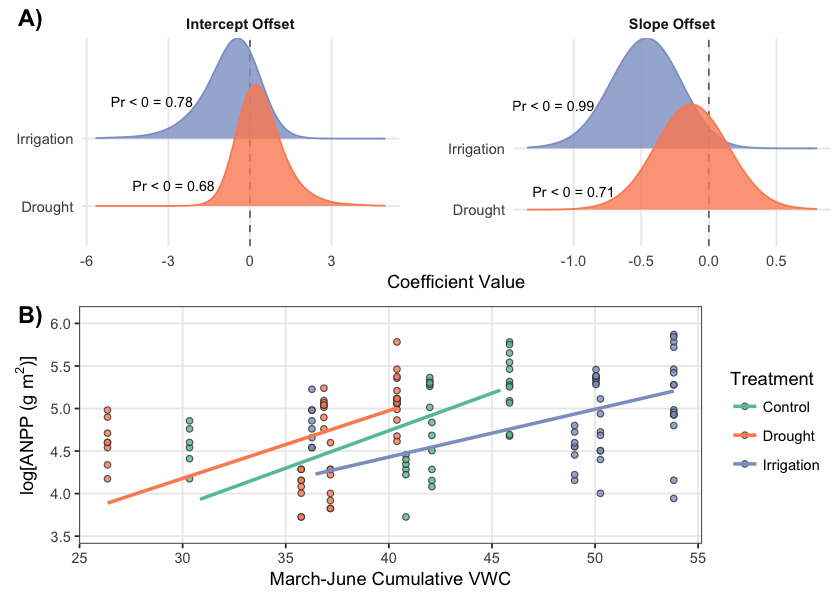 A)
Intercept Offset
Slope Offset
Pr < 0 = 0.78
Pr < 0 = 0.99
Irrigation
Irrigation
Pr < 0 = 0.68
Pr < 0 = 0.71
Drought
Drought
-6 -3 0 3
-1.0 -0.5 0.0 0.5
Coefficient Value
B)
6.0
5.5
5.0
4.5
4.0
3.5
log[ANPP (g m²)]
25 30 35 40 45 50 55
March-June Cumulative VWC
Treatment
Control
Drought
Irrigation